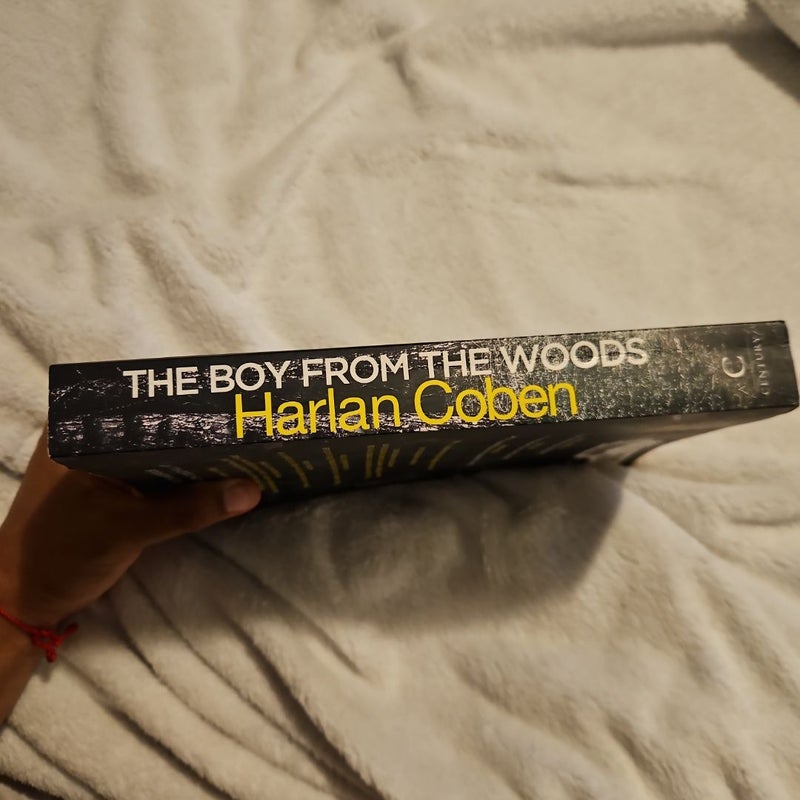 THE BOY FROM THE WOODS
Harlan Coben
C
CENTURY